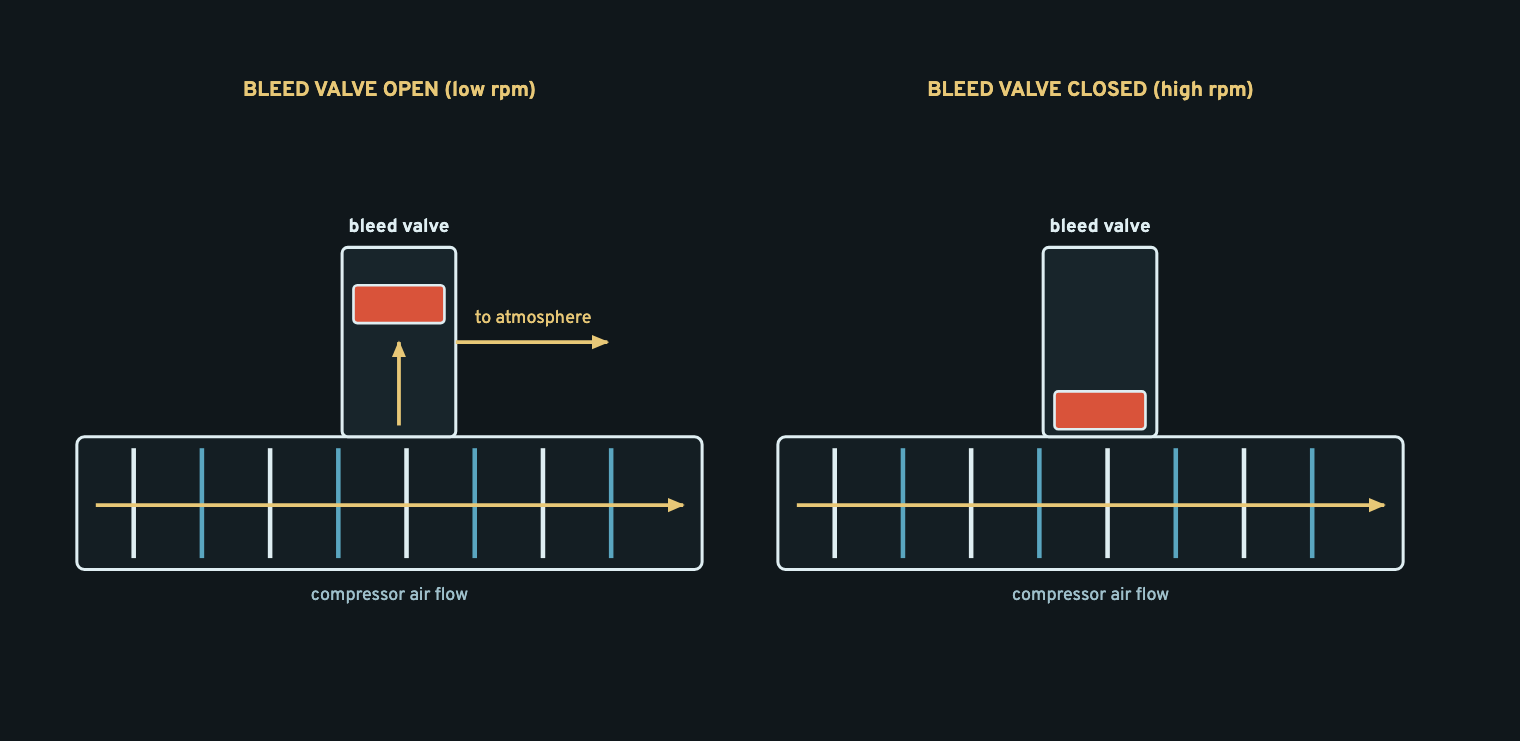 BLEED VALVE OPEN (low rpm)
bleed valve
to atmosphere
compressor air flow
BLEED VALVE CLOSED (high rpm)
bleed valve
compressor air flow